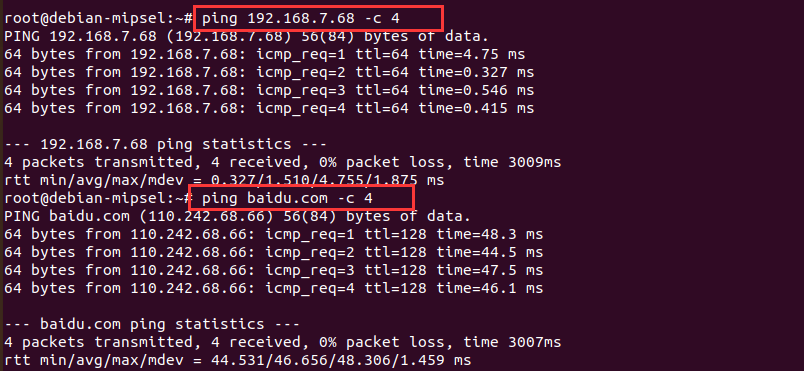 root@debian-mipsel:~# ping 192.168.7.68 -c 4
PING 192.168.7.68 (192.168.7.68) 56(84) bytes of data.
64 bytes from 192.168.7.68: icmp_req=1 ttl=64 time=4.75 ms
64 bytes from 192.168.7.68: icmp_req=2 ttl=64 time=0.327 ms
64 bytes from 192.168.7.68: icmp_req=3 ttl=64 time=0.546 ms
64 bytes from 192.168.7.68: icmp_req=4 ttl=64 time=0.415 ms
--- 192.168.7.68 ping statistics ---
4 packets transmitted, 4 received, 0% packet loss, time 3009ms
rtt min/avg/max/mdev = 0.327/1.510/4.755/1.875 ms
root@debian-mipsel:~# ping baidu.com -c 4
PING baidu.com (110.242.68.66) 56(84) bytes of data.
64 bytes from 110.242.68.66: icmp_req=1 ttl=128 time=48.3 ms
64 bytes from 110.242.68.66: icmp_req=2 ttl=128 time=44.5 ms
64 bytes from 110.242.68.66: icmp_req=3 ttl=128 time=47.5 ms
64 bytes from 110.242.68.66: icmp_req=4 ttl=128 time=46.1 ms
--- baidu.com ping statistics ---
4 packets transmitted, 4 received, 0% packet loss, time 3007ms
rtt min/avg/max/mdev = 44.531/46.656/48.306/1.459 ms